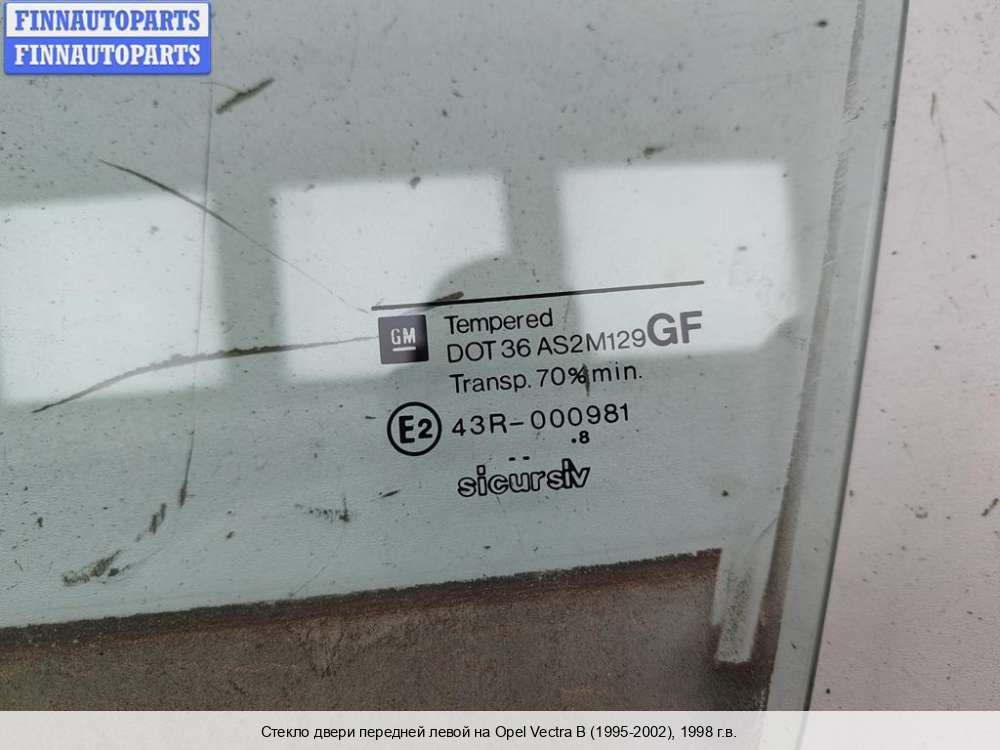 FINNAUTOPARTS
FINNAUTOPARTS
GM
Tempered
DOT 36 AS2 M129 GF
Transp. 70% min.
E2 43R-000981
.8
..
sicursiv
Стекло двери передней левой на Opel Vectra B (1995-2002), 1998 г.в.